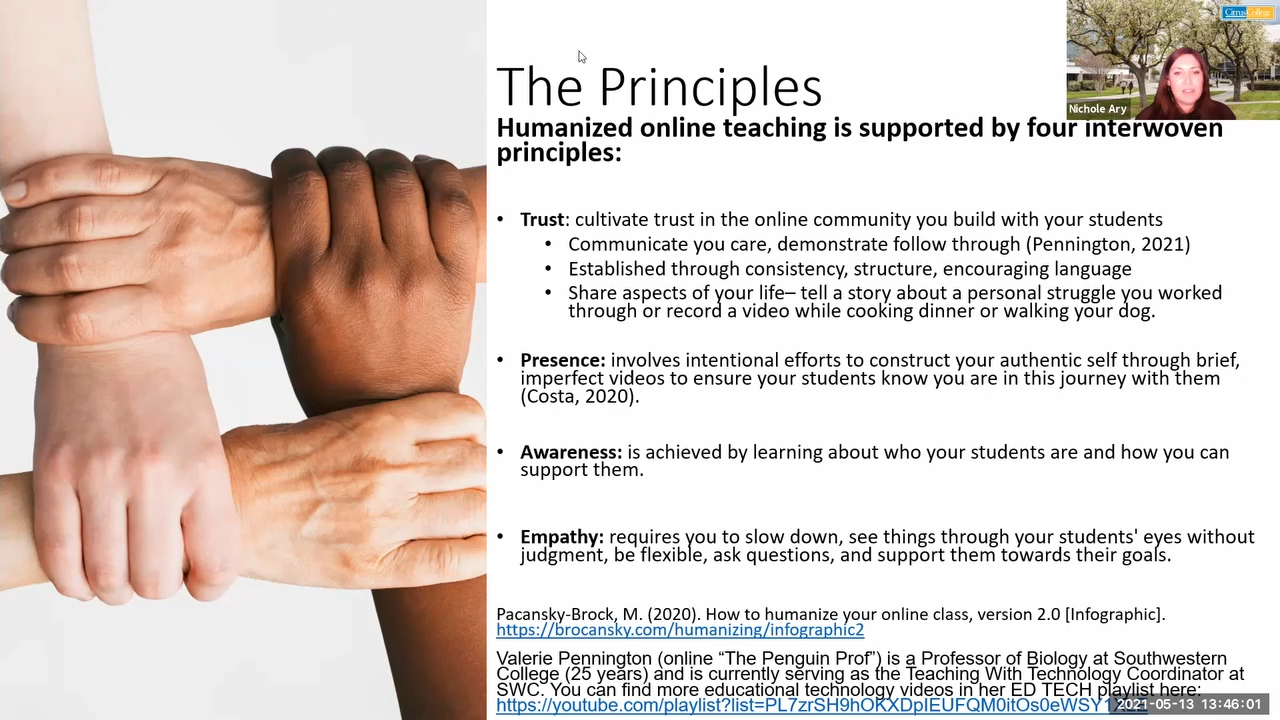 CitrusCollege
Nichole Ary
The Principles
Humanized online teaching is supported by four interwoven
principles:
• Trust: cultivate trust in the online community you build with your students
• Communicate you care, demonstrate follow through (Pennington, 2021)
• Established through consistency, structure, encouraging language
• Share aspects of your life– tell a story about a personal struggle you worked
through or record a video while cooking dinner or walking your dog.
• Presence: involves intentional efforts to construct your authentic self through brief,
imperfect videos to ensure your students know you are in this journey with them
(Costa, 2020).
• Awareness: is achieved by learning about who your students are and how you can
support them.
• Empathy: requires you to slow down, see things through your students' eyes without
judgment, be flexible, ask questions, and support them towards their goals.
Pacansky-Brock, M. (2020). How to humanize your online class, version 2.0 [Infographic].
https://brocansky.com/humanizing/infographic2
Valerie Pennington (online “The Penguin Prof”) is a Professor of Biology at Southwestern
College (25 years) and is currently serving as the Teaching With Technology Coordinator at
SWC. You can find more educational technology videos in her ED TECH playlist here:
2021-05-13 13:46:01